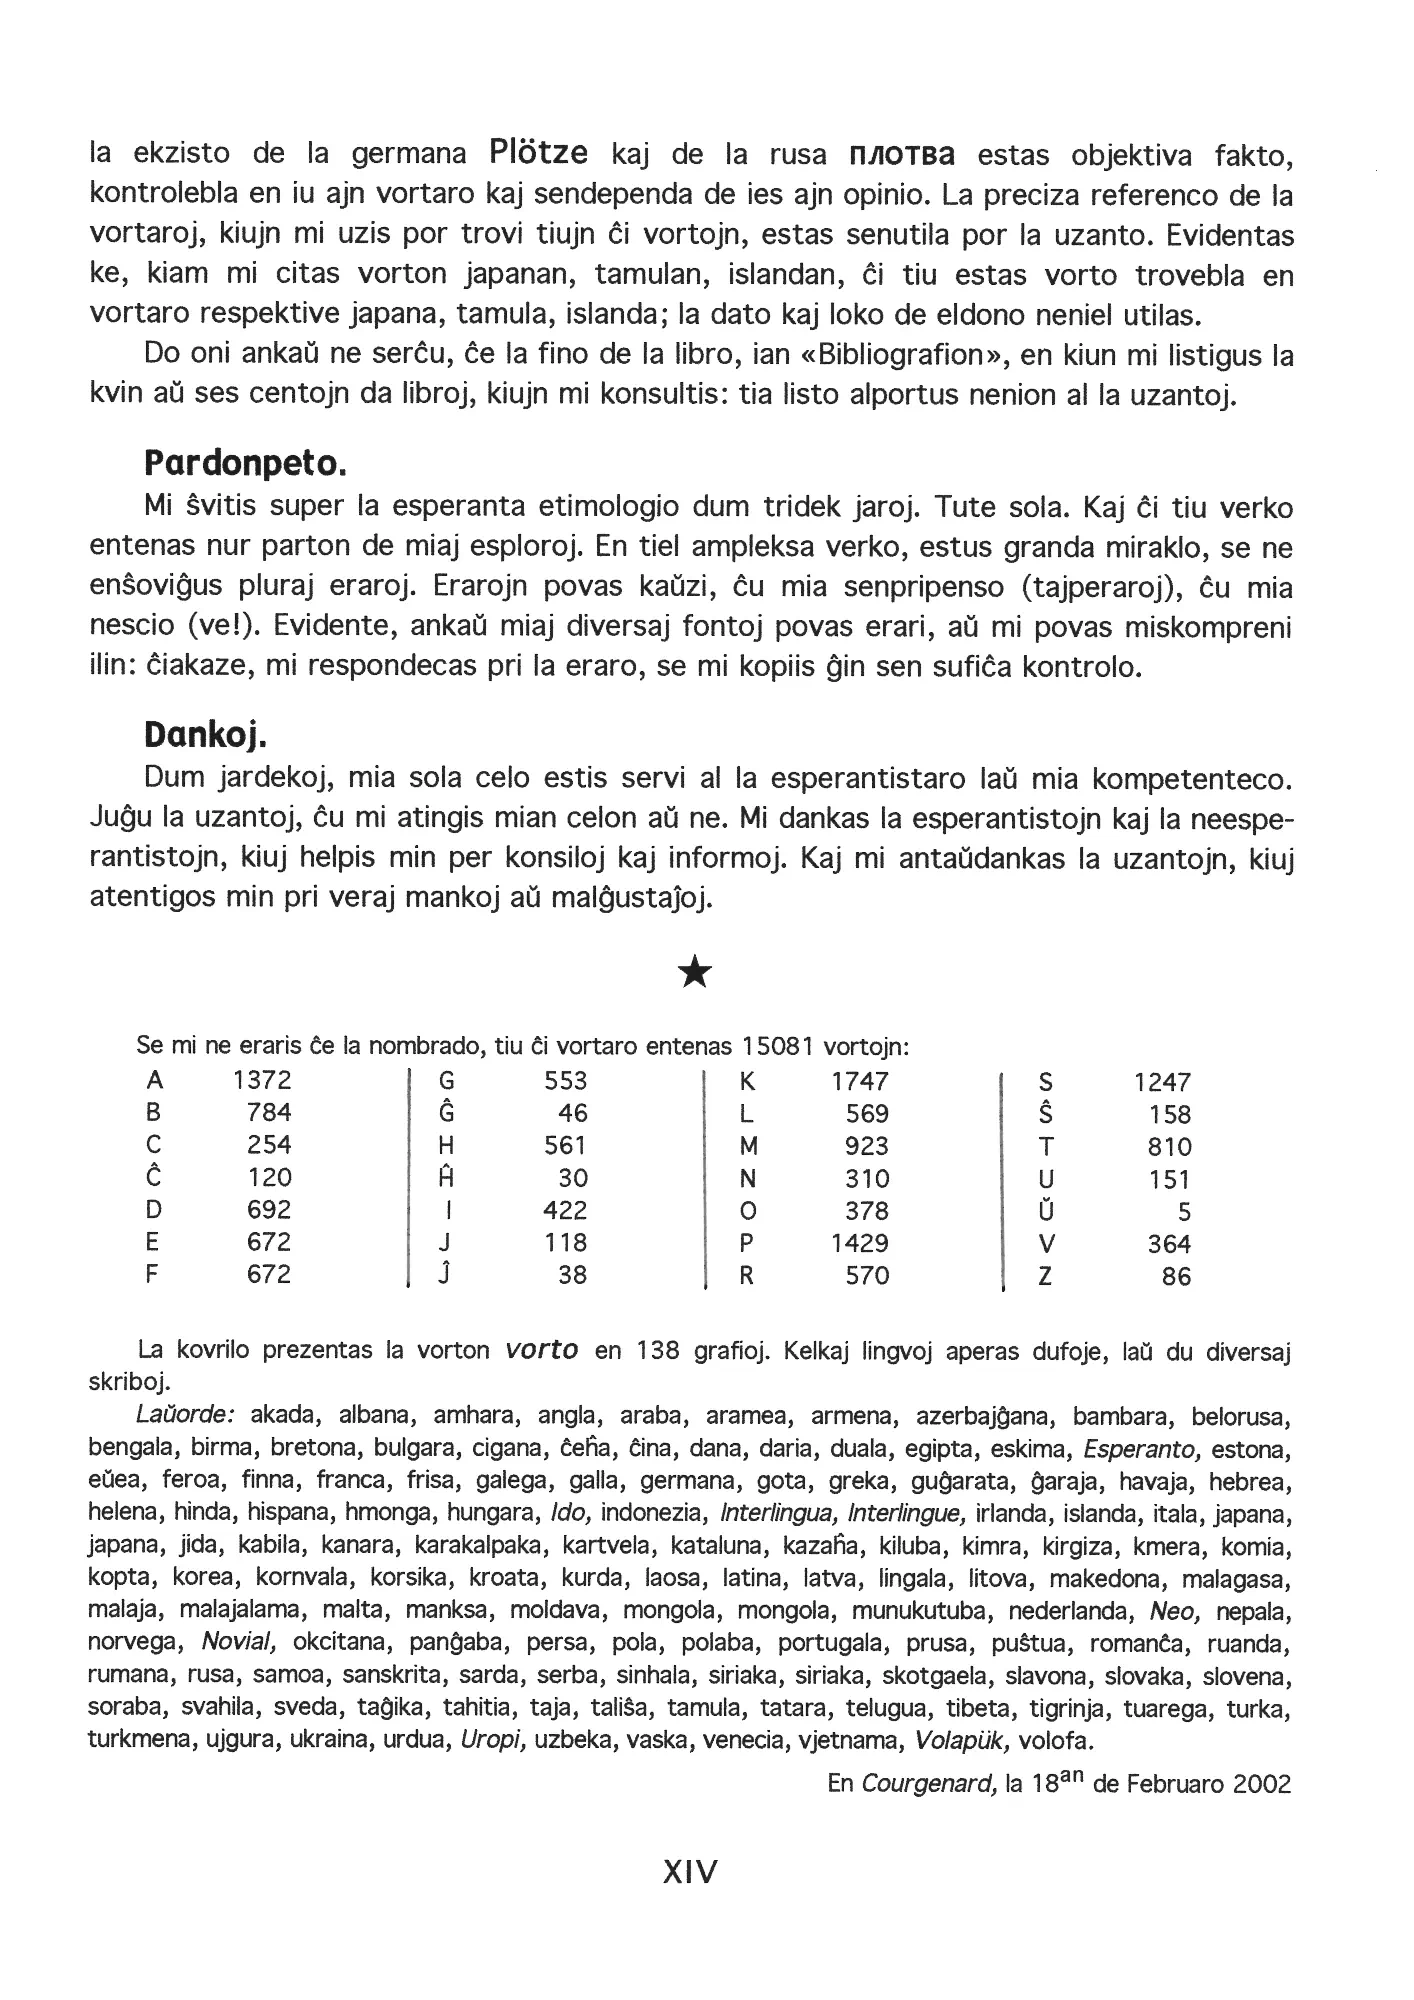 la ekzisto de la germana Plötze kaj de la rusa плотва estas objektiva fakto,
kontrolebla en iu ajn vortaro kaj sendependa de ies ajn opinio. La preciza referenco de la
vortaroj, kiujn mi uzis por trovi tiujn ĉi vortojn, estas senutila por la uzanto. Evidentas
ke, kiam mi citas vorton japanan, tamulan, islandan, ĉi tiu estas vorto trovebla en
vortaro respektive japana, tamula, islanda; la dato kaj loko de eldono neniel utilas.
Do oni ankaŭ ne serĉu, ĉe la fino de la libro, ian «Bibliografion», en kiun mi listigus la
kvin aŭ ses centojn da libroj, kiujn mi konsultis: tia listo alportus nenion al la uzantoj.
Pardonpeto.
Mi ŝvitis super la esperanta etimologio dum tridek jaroj. Tute sola. Kaj ĉi tiu verko
entenas nur parton de miaj esploroj. En tiel ampleksa verko, estus granda miraklo, se ne
enŝoviĝus pluraj eraroj. Erarojn povas kaŭzi, ĉu mia senpripenso (tajperaroj), ĉu mia
nescio (ve!). Evidente, ankaŭ miaj diversaj fontoj povas erari, aŭ mi povas miskompreni
ilin: ĉiakaze, mi respondecas pri la eraro, se mi kopiis ĝin sen sufiĉa kontrolo.
Dankoj.
Dum jardekoj, mia sola celo estis servi al la esperantistaro laŭ mia kompetenteco.
Juĝu la uzantoj, ĉu mi atingis mian celon aŭ ne. Mi dankas la esperantistojn kaj la neespe-
rantistojn, kiuj helpis min per konsiloj kaj informoj. Kaj mi antaŭdankas la uzantojn, kiuj
atentigos min pri veraj mankoj aŭ malĝustaĵoj.
★
Se mi ne eraris ĉe la nombrado, tiu ĉi vortaro entenas 15081 vortojn:
A 1372 G 553 K 1747 S 1247
B 784 Ĝ 46 L 569 Ŝ 158
C 254 H 561 M 923 T 810
Ĉ 120 Ĥ 30 N 310 U 151
D 692 I 422 O 378 Ŭ 5
E 672 J 118 P 1429 V 364
F 672 Ĵ 38 R 570 Z 86
La kovrilo prezentas la vorton vorto en 138 grafioj. Kelkaj lingvoj aperas dufoje, laŭ du diversaj
skriboj.
Laŭorde: akada, albana, amhara, angla, araba, aramea, armena, azerbajĝana, bambara, belorusa,
bengala, birma, bretona, bulgara, cigana, ĉeĥa, ĉina, dana, daria, duala, egipta, eskima, Esperanto, estona,
eŭea, feroa, finna, franca, frisa, galega, galla, germana, gota, greka, guĝarata, ĝaraja, havaja, hebrea,
helena, hinda, hispana, hmonga, hungara, Ido, indonezia, Interlingua, Interlingue, irlanda, islanda, itala, japana,
japana, jida, kabila, kanara, karakalpaka, kartvela, kataluna, kazaĥa, kiluba, kimra, kirgiza, kmera, komia,
kopta, korea, kornvala, korsika, kroata, kurda, laosa, latina, latva, lingala, litova, makedona, malagasa,
malaja, malajalama, malta, manksa, moldava, mongola, mongola, munukutuba, nederlanda, Neo, nepala,
norvega, Novial, okcitana, panĝaba, persa, pola, polaba, portugala, prusa, puŝtua, romanĉa, ruanda,
rumana, rusa, samoa, sanskrita, sarda, serba, sinhala, siriaka, siriaka, skotgaela, slavona, slovaka, slovena,
soraba, svahila, sveda, taĝika, tahitia, taja, taliŝa, tamula, tatara, telugua, tibeta, tigrinja, tuarega, turka,
turkmena, ujgura, ukraina, urdua, Uropi, uzbeka, vaska, venecia, vjetnama, Volapük, volofa.
En Courgenard, la 18an de Februaro 2002
XIV